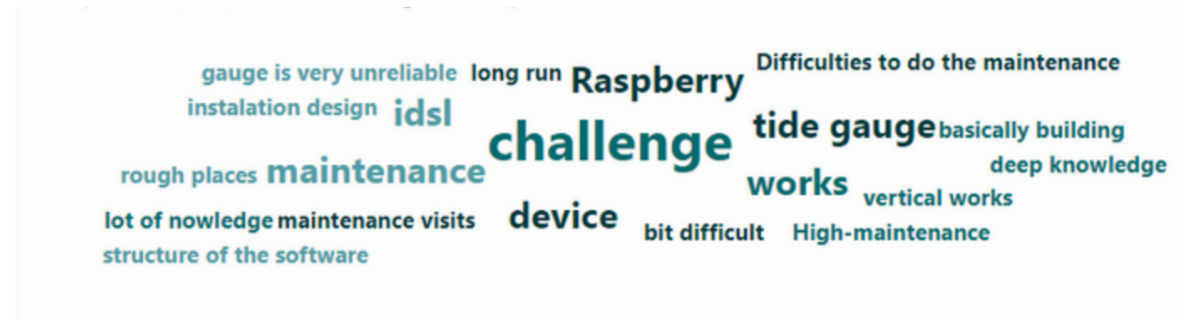 gauge is very unreliable long run Raspberry Difficulties to do the maintenance
instalation design idsl challenge tide gauge basically building
rough places maintenance works deep knowledge
vertical works
lot of nowledge maintenance visits device bit difficult High-maintenance
structure of the software